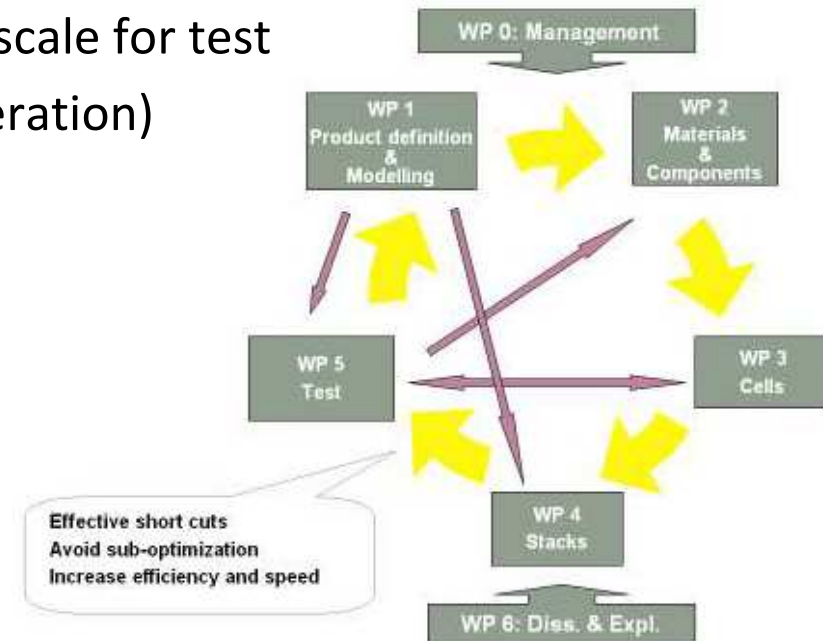 scale for test
eration)
WP 0: Management
WP 1
Product definition
&
Modelling
WP 2
Materials
&
Components
WP 5
Test
WP 3
Cells
WP 4
Stacks
Effective short cuts
Avoid sub-optimization
Increase efficiency and speed
WP 6: Diss. & Expl.